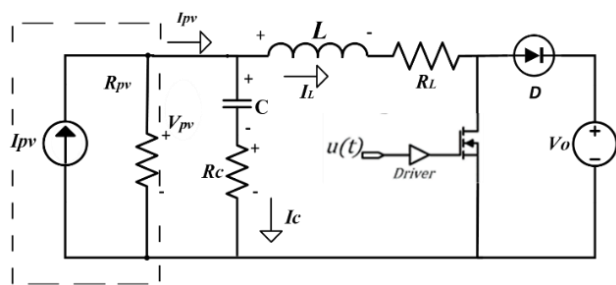 Ipv
+ L -
Rpv
+
IL
RL
D
Vpv
+
C
-
+
Ipv
-
Rc
+
-
u(t)
Driver
Vo
+
-
Ic